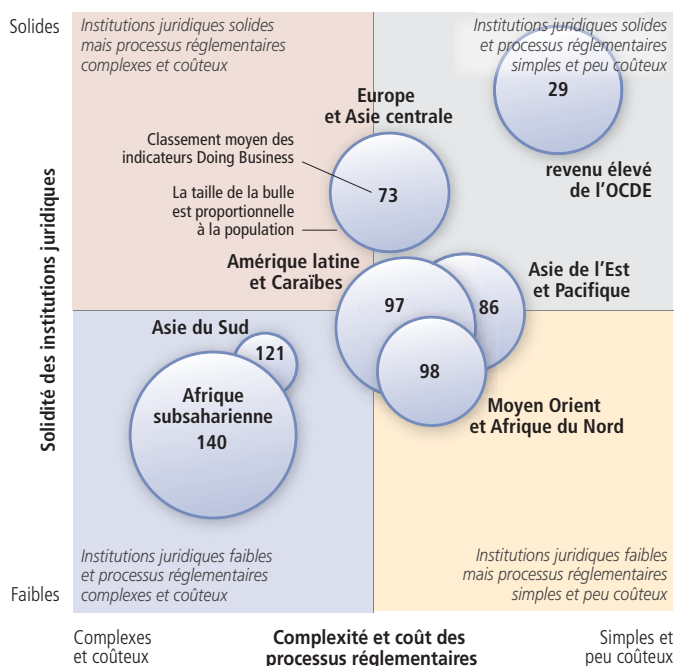 Solides
Institutions juridiques solides
mais processus réglementaires
complexes et coûteux
Institutions juridiques solides
et processus réglementaires
simples et peu coûteux
29
revenu élevé
de l’OCDE
Europe
et Asie centrale
Classement moyen des
indicateurs Doing Business
73
La taille de la bulle
est proportionnelle
à la population
Solidité des institutions juridiques
Amérique latine
et Caraïbes
97
86
Asie de l’Est
et Pacifique
Asie du Sud
121
98
Moyen Orient
et Afrique du Nord
Afrique
subsaharienne
140
Institutions juridiques faibles
et processus réglementaires
complexes et coûteux
Institutions juridiques faibles
mais processus réglementaires
simples et peu coûteux
Faibles
Complexes
et coûteux
Complexité et coût des
processus réglementaires
Simples et
peu coûteux